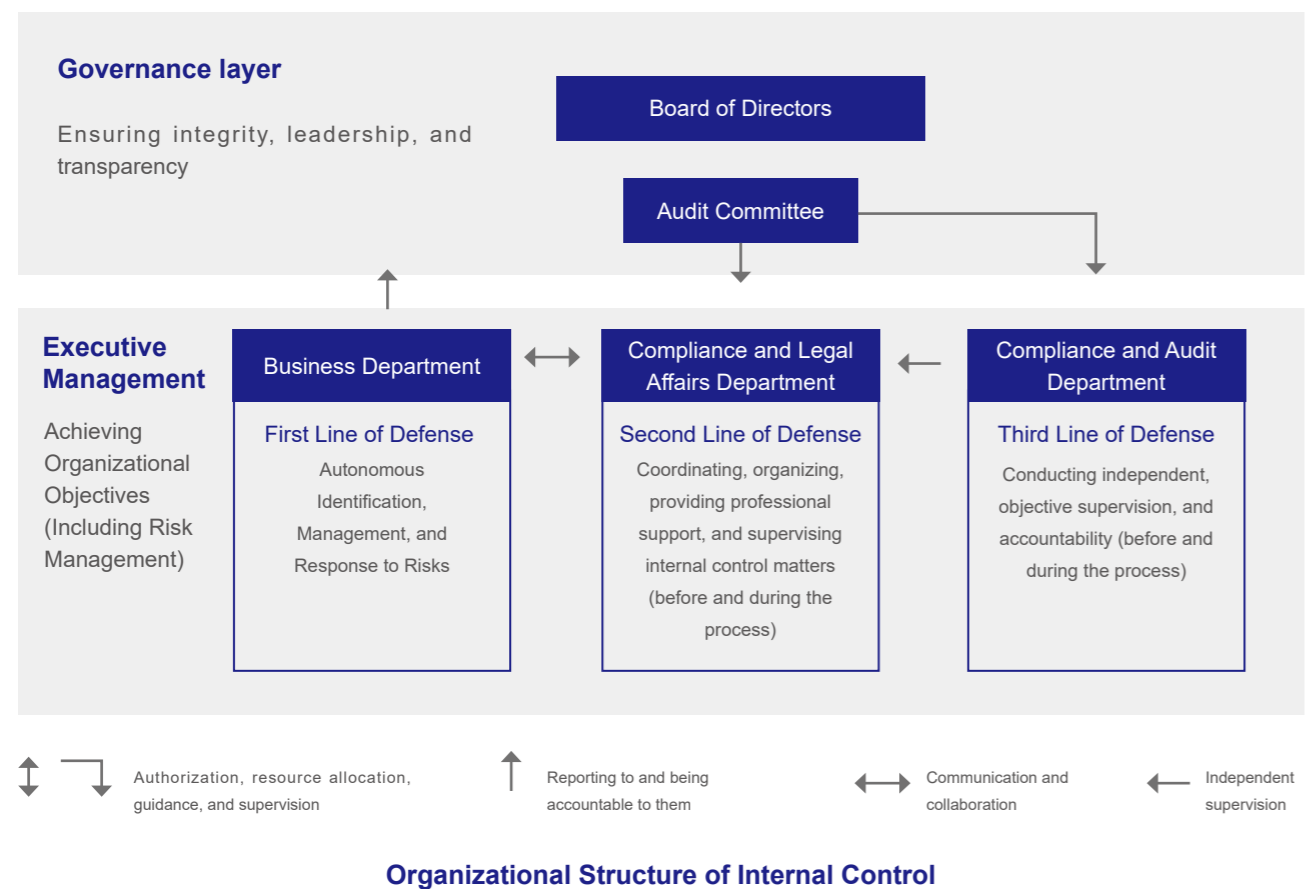 Governance layer
Ensuring integrity, leadership, and
transparency
Board of Directors
Audit Committee
Executive
Management
Achieving
Organizational
Objectives
(Including Risk
Management)
Business Department
First Line of Defense
Autonomous
Identification,
Management, and
Response to Risks
Compliance and Legal
Affairs Department
Second Line of Defense
Coordinating, organizing,
providing professional
support, and supervising
internal control matters
(before and during the
process)
Compliance and Audit
Department
Third Line of Defense
Conducting independent,
objective supervision, and
accountability (before and
during the process)
Authorization, resource allocation,
guidance, and supervision
Reporting to and being
accountable to them
Communication and
collaboration
Independent
supervision
Organizational Structure of Internal Control